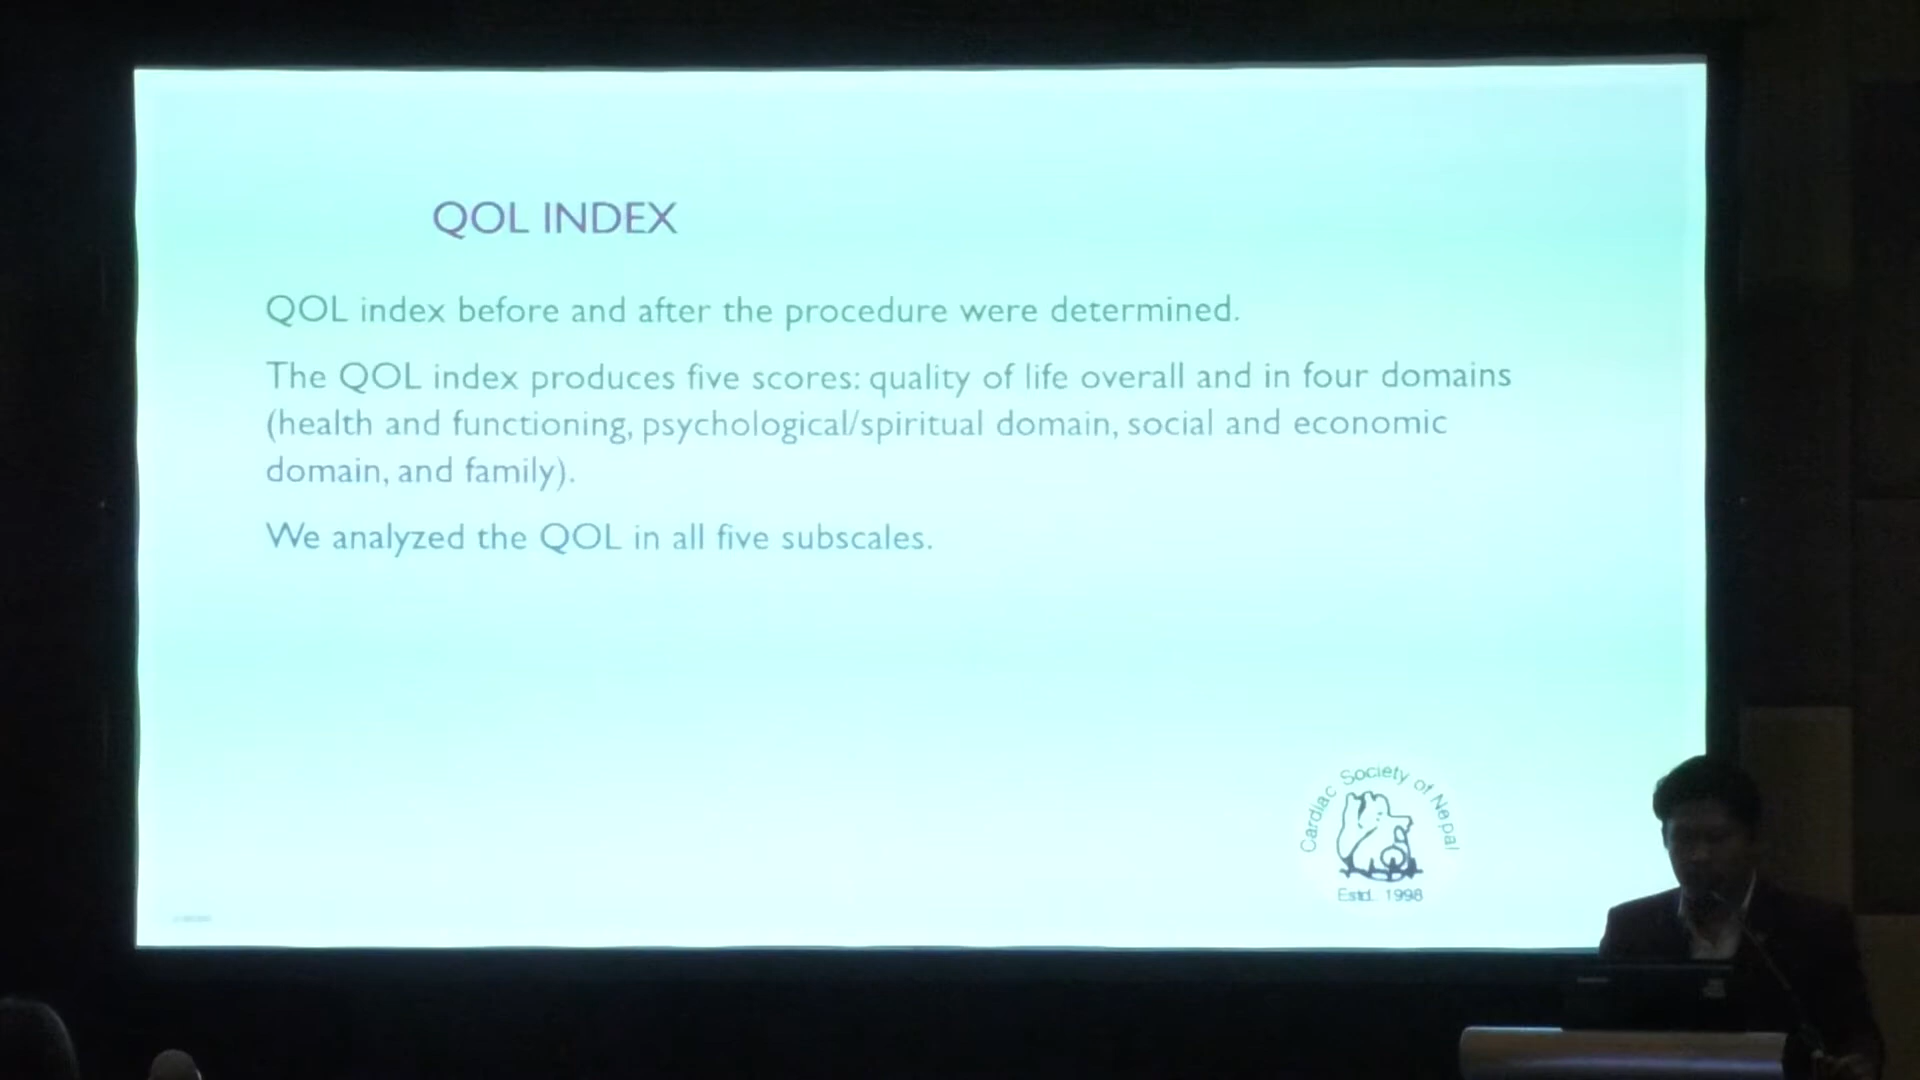 QOL INDEX
QOL index before and after the procedure were determined.
The QOL index produces five scores: quality of life overall and in four domains
(health and functioning, psychological/spiritual domain, social and economic
domain, and family).
We analyzed the QOL in all five subscales.
Cardiac Society of Nepal
Estd. 1998